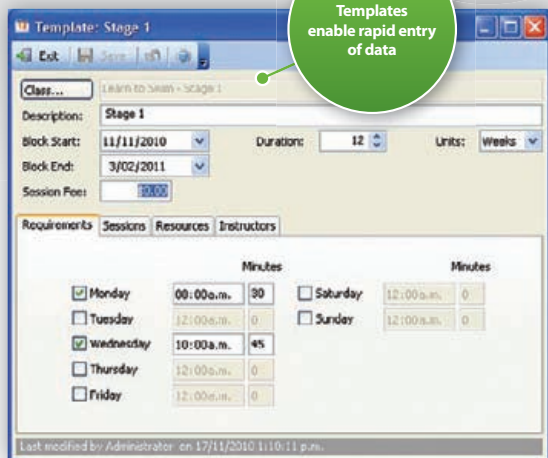 Template: Stage 1
Templates
enable rapid entry
of data
Exit Save
Class... Learn to Swim - Stage 1
Description: Stage 1
Block Start: 11/11/2010 Duration: 12 Units: Weeks
Block End: 3/02/2011
Session Fee: 10.00
Requirements Sessions Resources Instructors
Minutes Minutes
Monday 08:00a.m. 30 Saturday 12:00a.m. 0
Tuesday 12:00a.m. 0 Sunday 12:00a.m. 0
Wednesday 10:00a.m. 45
Thursday 12:00a.m. 0
Friday 12:00a.m. 0
Last modified by Administrator on 17/11/2010 1:10:11 p.m.